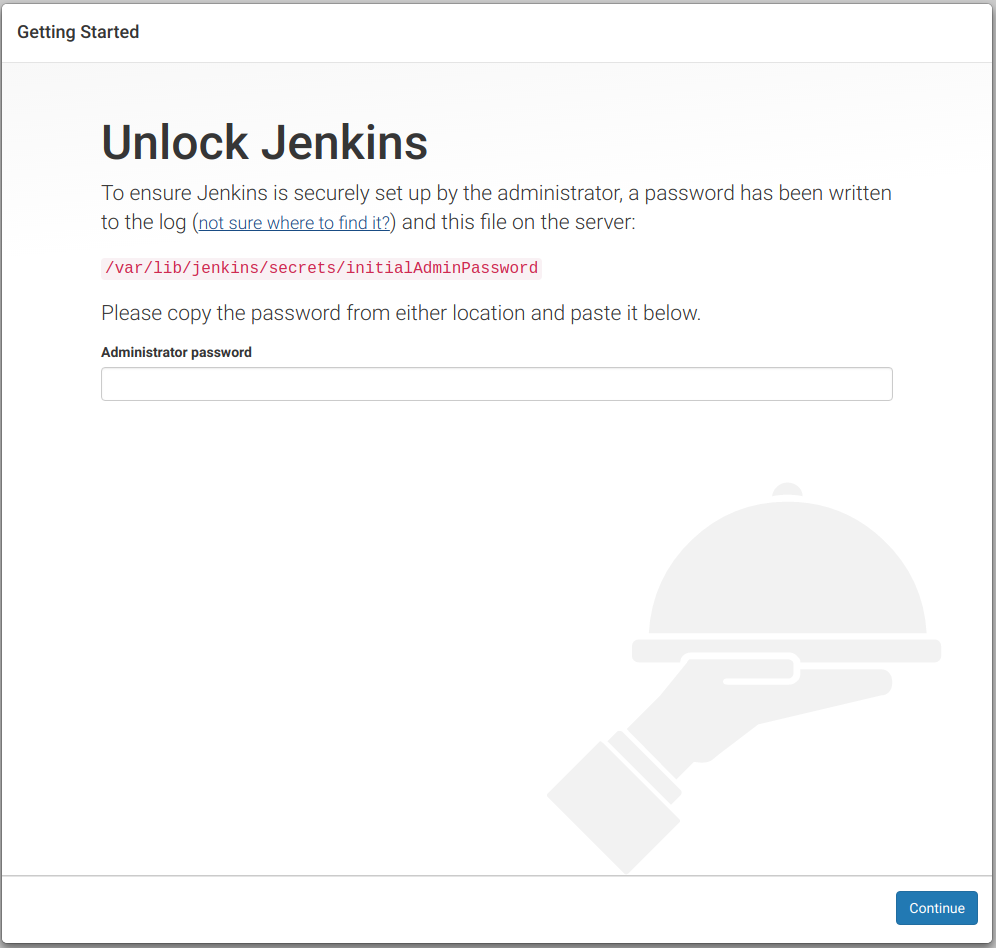 Getting Started
Unlock Jenkins
To ensure Jenkins is securely set up by the administrator, a password has been written
to the log (not sure where to find it?) and this file on the server:
/var/lib/jenkins/secrets/initialAdminPassword
Please copy the password from either location and paste it below.
Administrator password
Continue